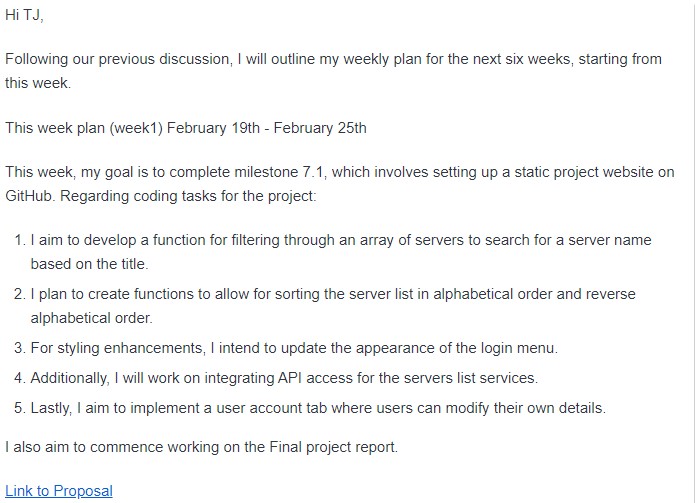 Hi TJ,
Following our previous discussion, I will outline my weekly plan for the next six weeks, starting from
this week.
This week plan (week1) February 19th - February 25th
This week, my goal is to complete milestone 7.1, which involves setting up a static project website on
GitHub. Regarding coding tasks for the project:
1. I aim to develop a function for filtering through an array of servers to search for a server name
based on the title.
2. I plan to create functions to allow for sorting the server list in alphabetical order and reverse
alphabetical order.
3. For styling enhancements, I intend to update the appearance of the login menu.
4. Additionally, I will work on integrating API access for the servers list services.
5. Lastly, I aim to implement a user account tab where users can modify their own details.
I also aim to commence working on the Final project report.
Link to Proposal